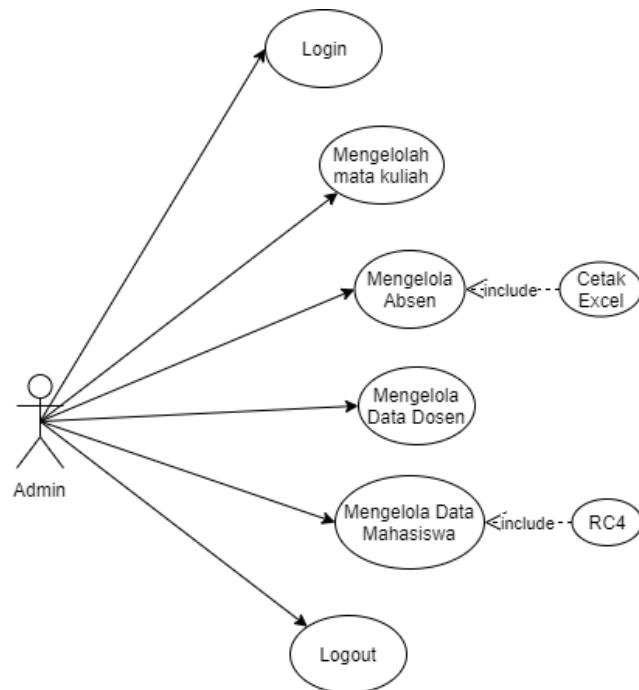 Login
Mengelolah
mata kuliah
Mengelola
Absen
include
Cetak
Excel
Mengelola
Data Dosen
Admin
Mengelola Data
Mahasiswa
include
RC4
Logout